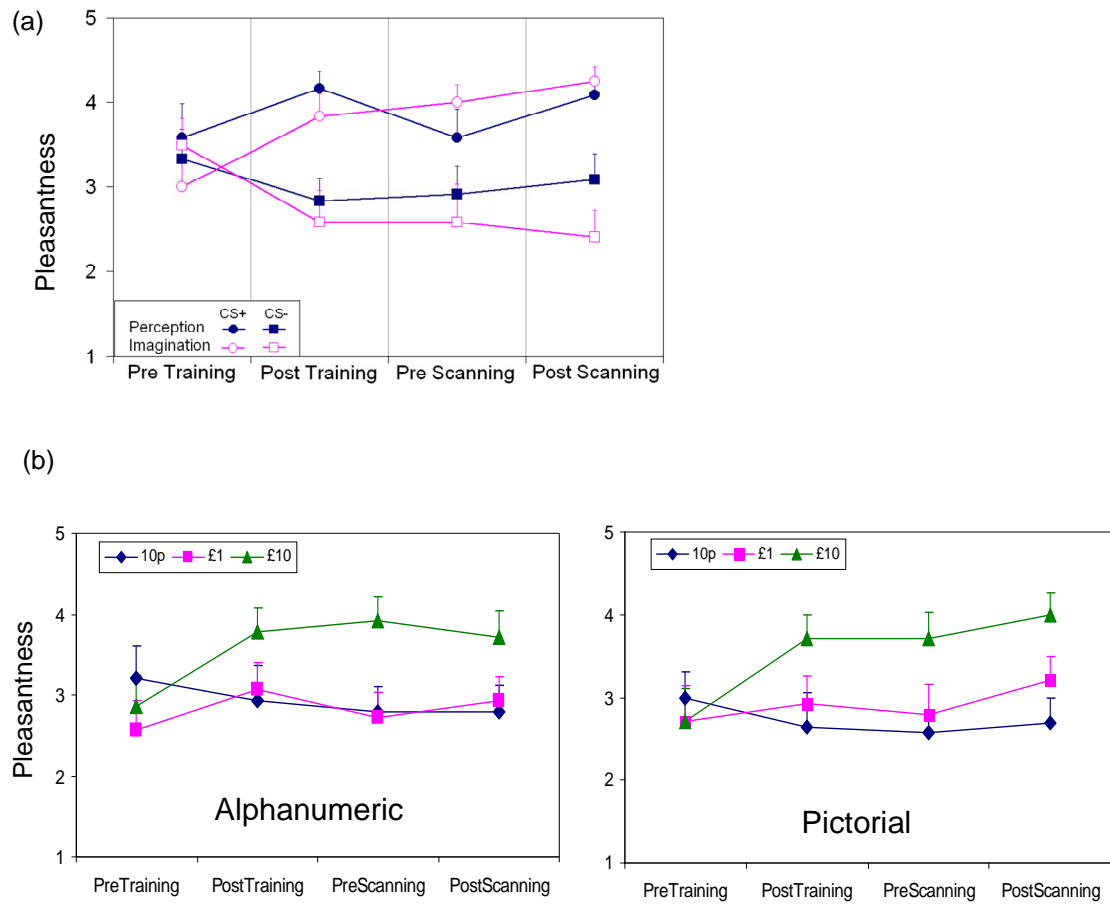 (a)
5
4
3
2
1
Pleasantness
CS+ CS-
Perception
Imagination
Pre Training Post Training Pre Scanning Post Scanning
(b)
5
4
3
2
1
Pleasantness
10p £1 £10
Alphanumeric
PreTraining PostTraining PreScanning PostScanning
5
4
3
2
1
10p £1 £10
Pictorial
PreTraining PostTraining PreScanning PostScanning